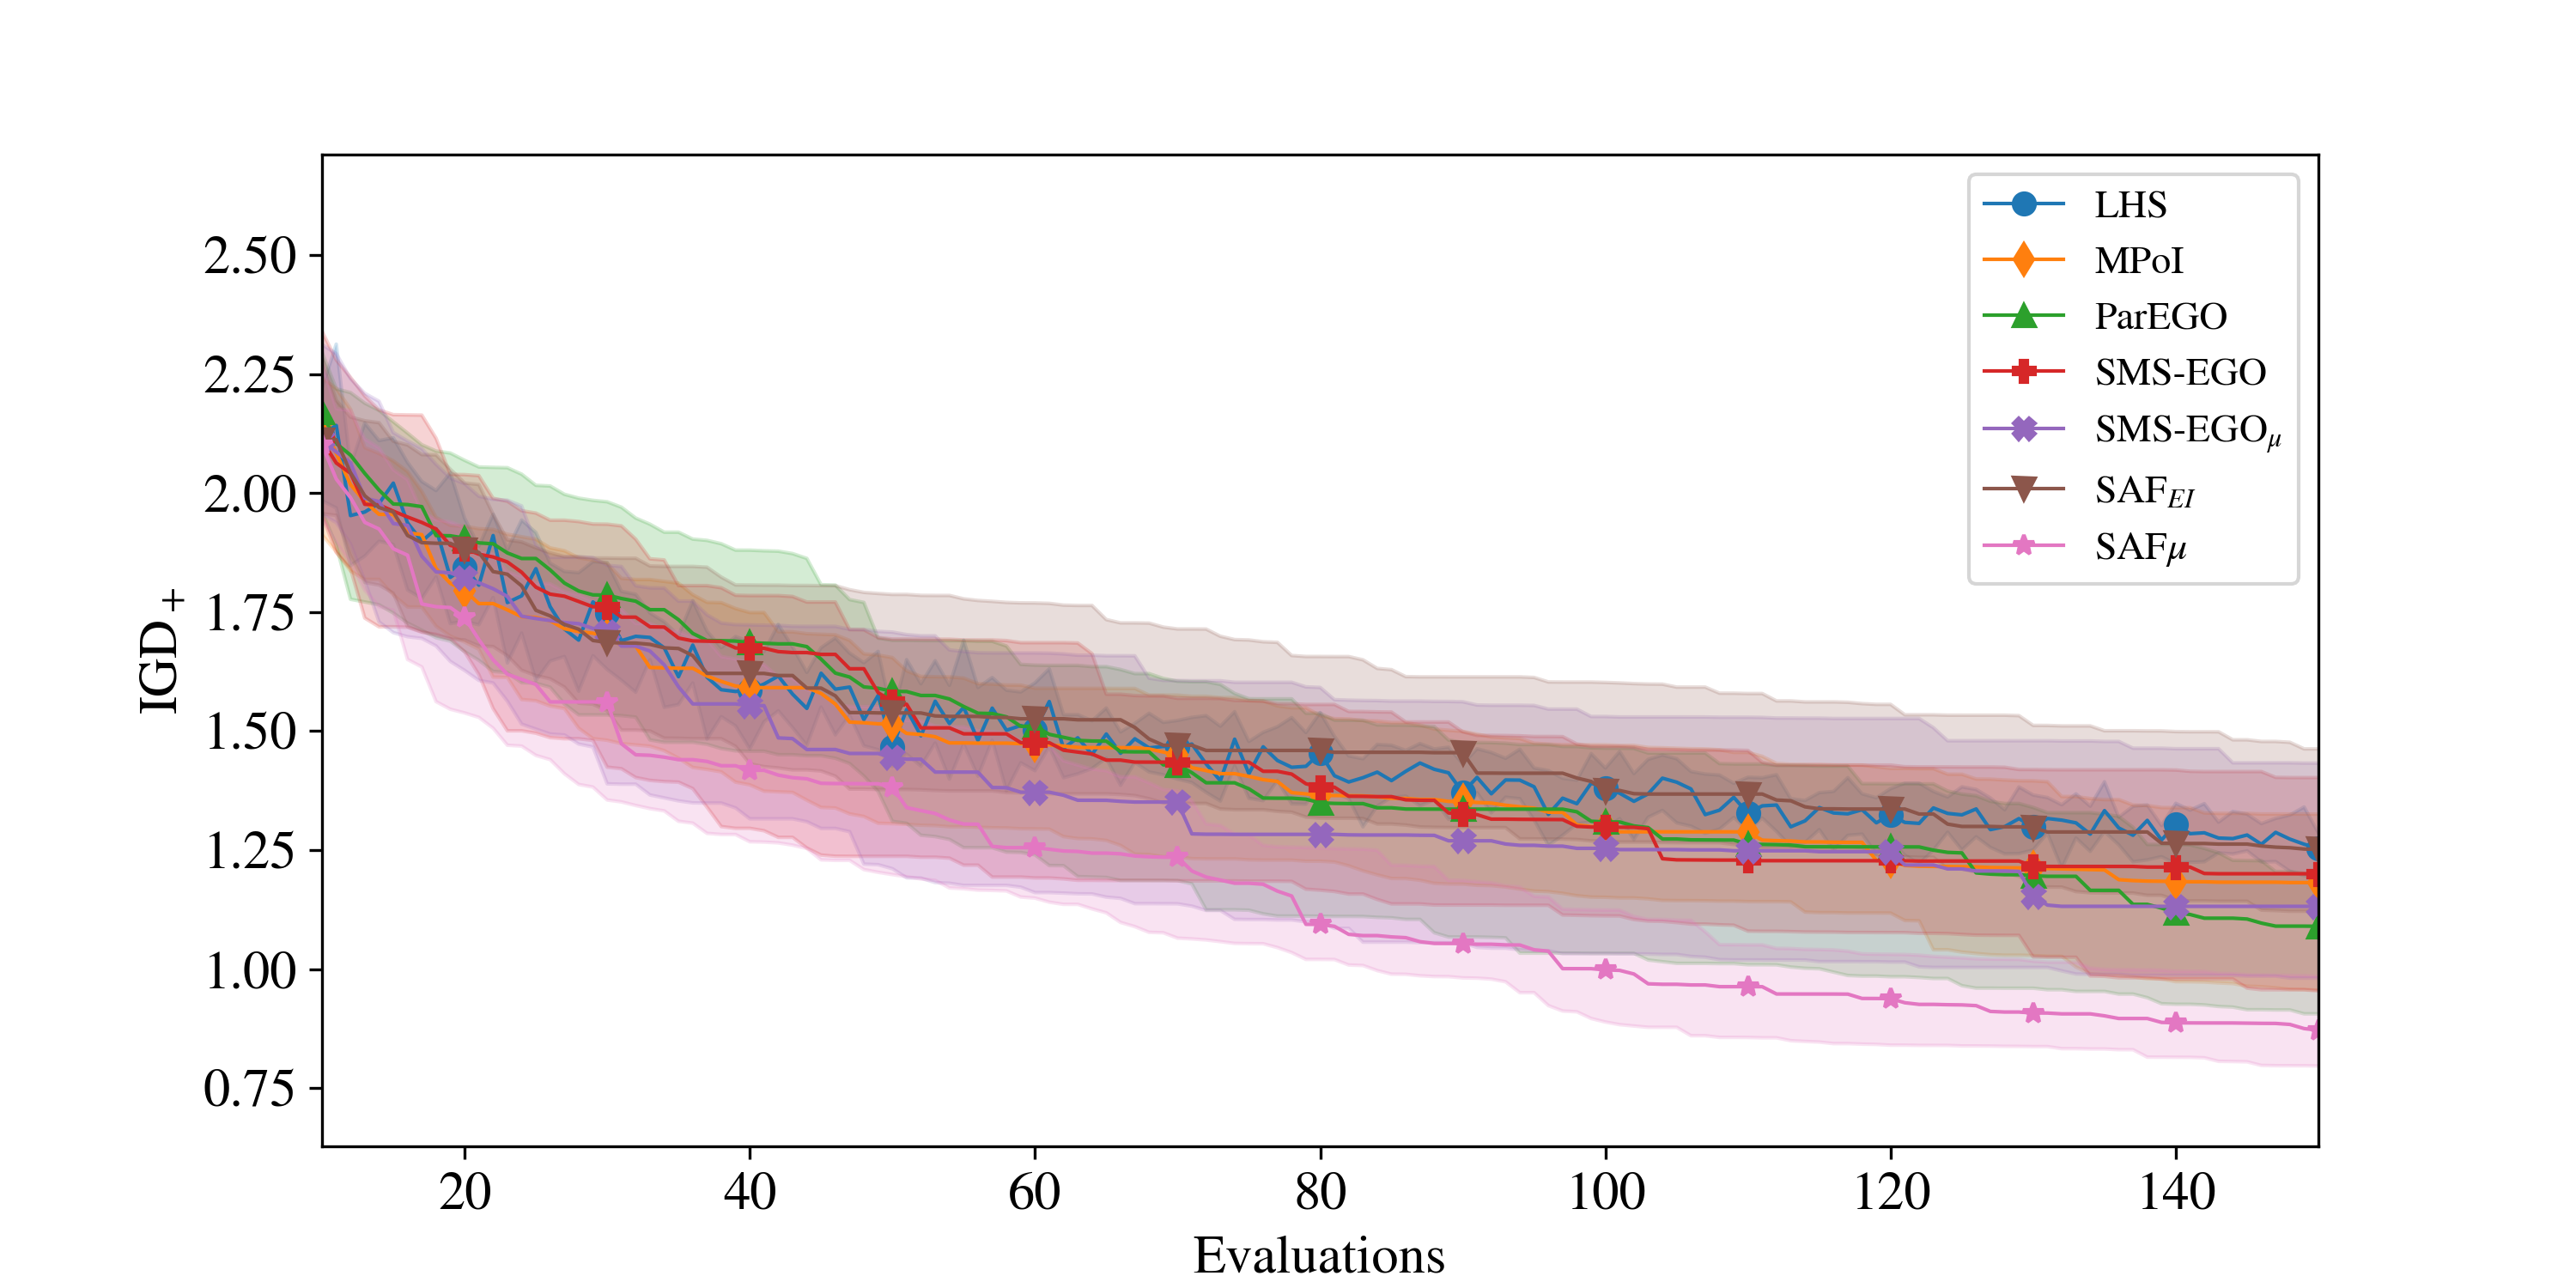 2.50
2.25
2.00
1.75
1.50
1.25
1.00
0.75
IGD+
20 40 60 80 100 120 140
Evaluations
LHS
MPoI
ParEGO
SMS-EGO
SMS-EGOμ
SAFEI
SAFμ